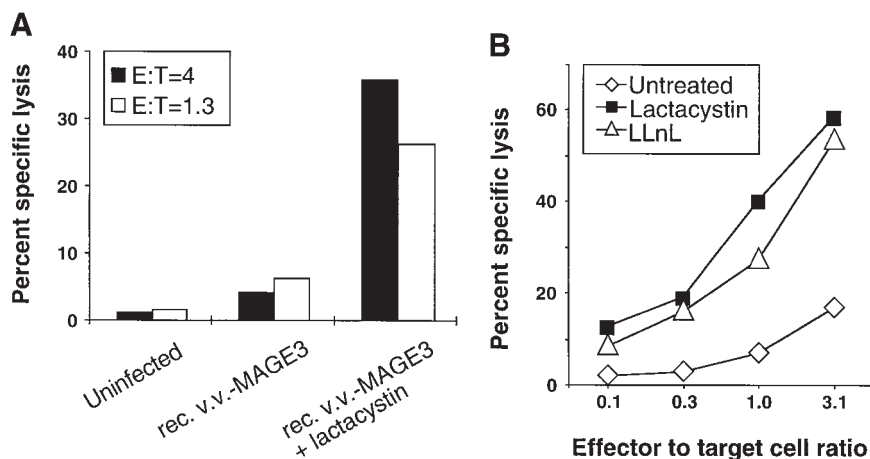 A
Percent specific lysis
40
30
20
10
0
E:T=4
E:T=1.3
Uninfected
rec. v.v.-MAGE3
rec. v.v.-MAGE3
+ lactacystin
B
Percent specific lysis
60
40
20
0
Untreated
Lactacystin
LLnL
0.1 0.3 1.0 3.1
Effector to target cell ratio